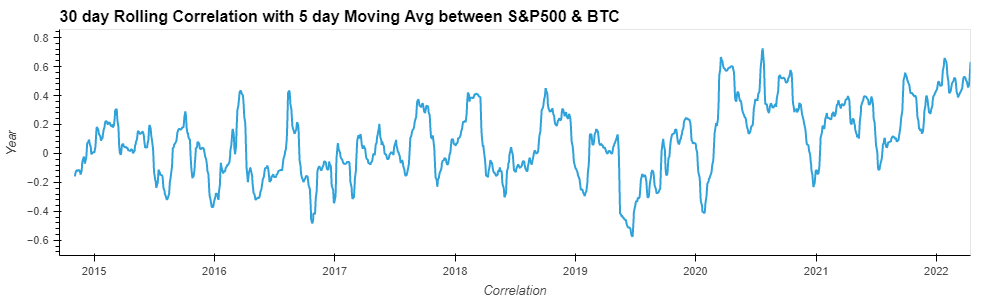 30 day Rolling Correlation with 5 day Moving Avg between S&P500 & BTC
Year
0.8
0.6
0.4
0.2
0
−0.2
−0.4
−0.6
2015 2016 2017 2018 2019 2020 2021 2022
Correlation